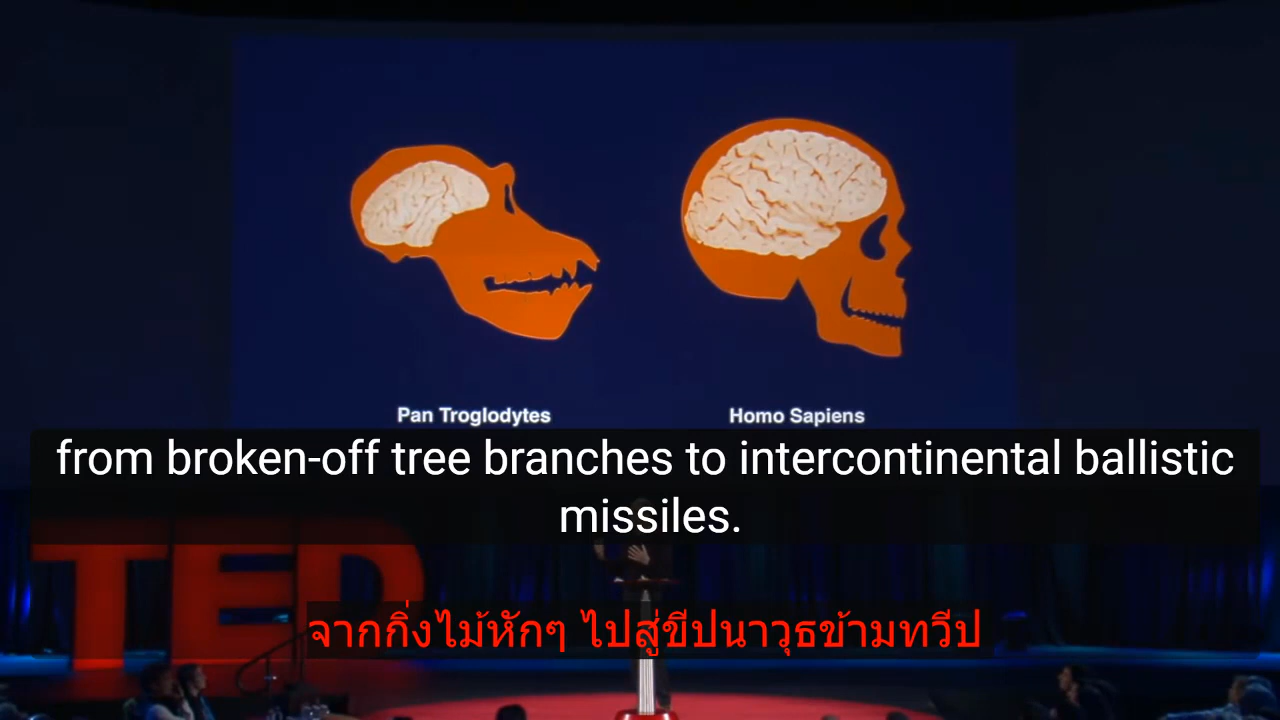 Pan Troglodytes
Homo Sapiens
from broken-off tree branches to intercontinental ballistic
missiles.
TED
จากกิ่งไม้หักๆ ไปสู่ขีปนาวุธข้ามทวีป